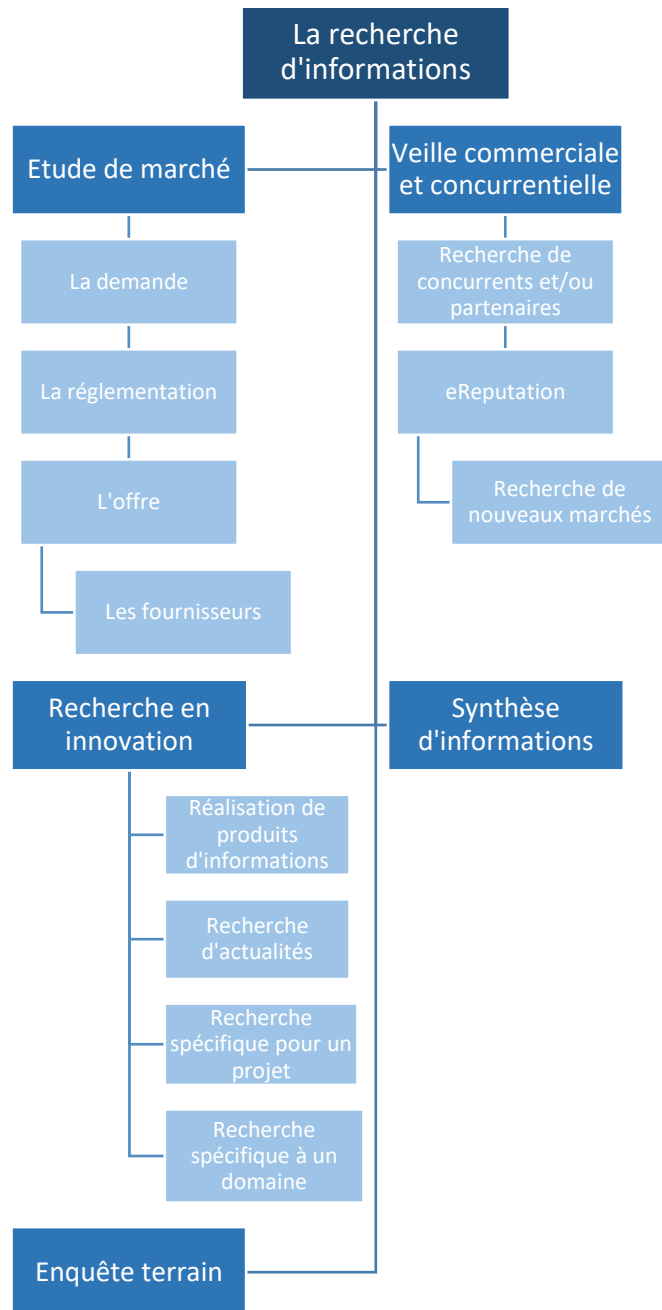 La recherche
d'informations
Etude de marché
Veille commerciale
et concurrentielle
La demande
Recherche de
concurrents et/ou
partenaires
La réglementation
eReputation
L'offre
Recherche de
nouveaux marchés
Les fournisseurs
Recherche en
innovation
Synthèse
d'informations
Réalisation de
produits
d'informations
Recherche
d'actualités
Recherche
spécifique pour un
projet
Recherche
spécifique à un
domaine
Enquête terrain